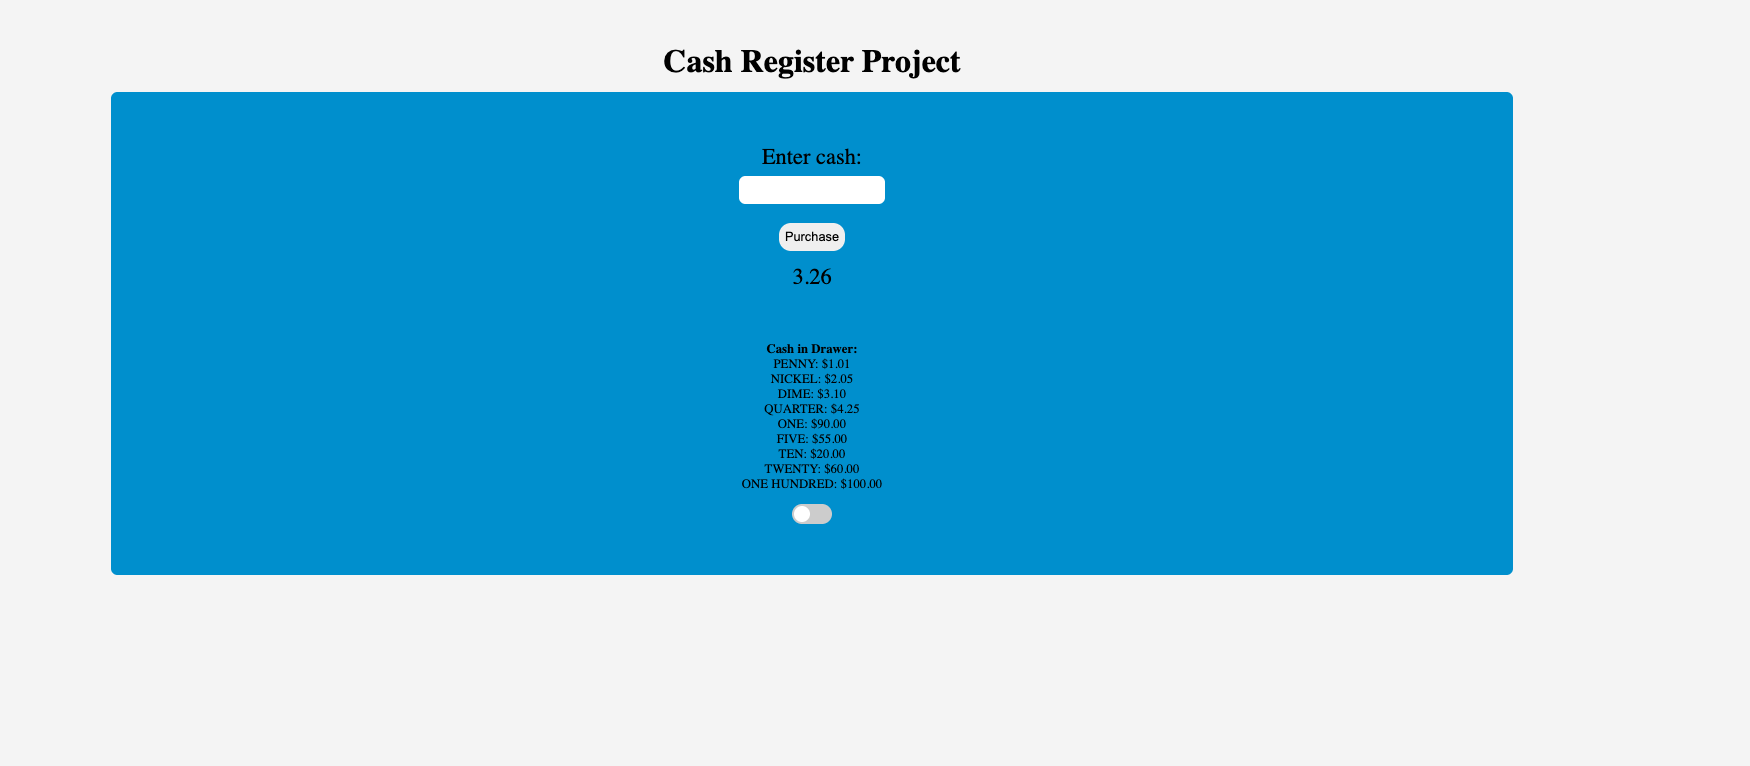 Cash Register Project
Enter cash:
Purchase
3.26
Cash in Drawer:
PENNY: $1.01
NICKEL: $2.05
DIME: $3.10
QUARTER: $4.25
ONE: $90.00
FIVE: $55.00
TEN: $20.00
TWENTY: $60.00
ONE HUNDRED: $100.00